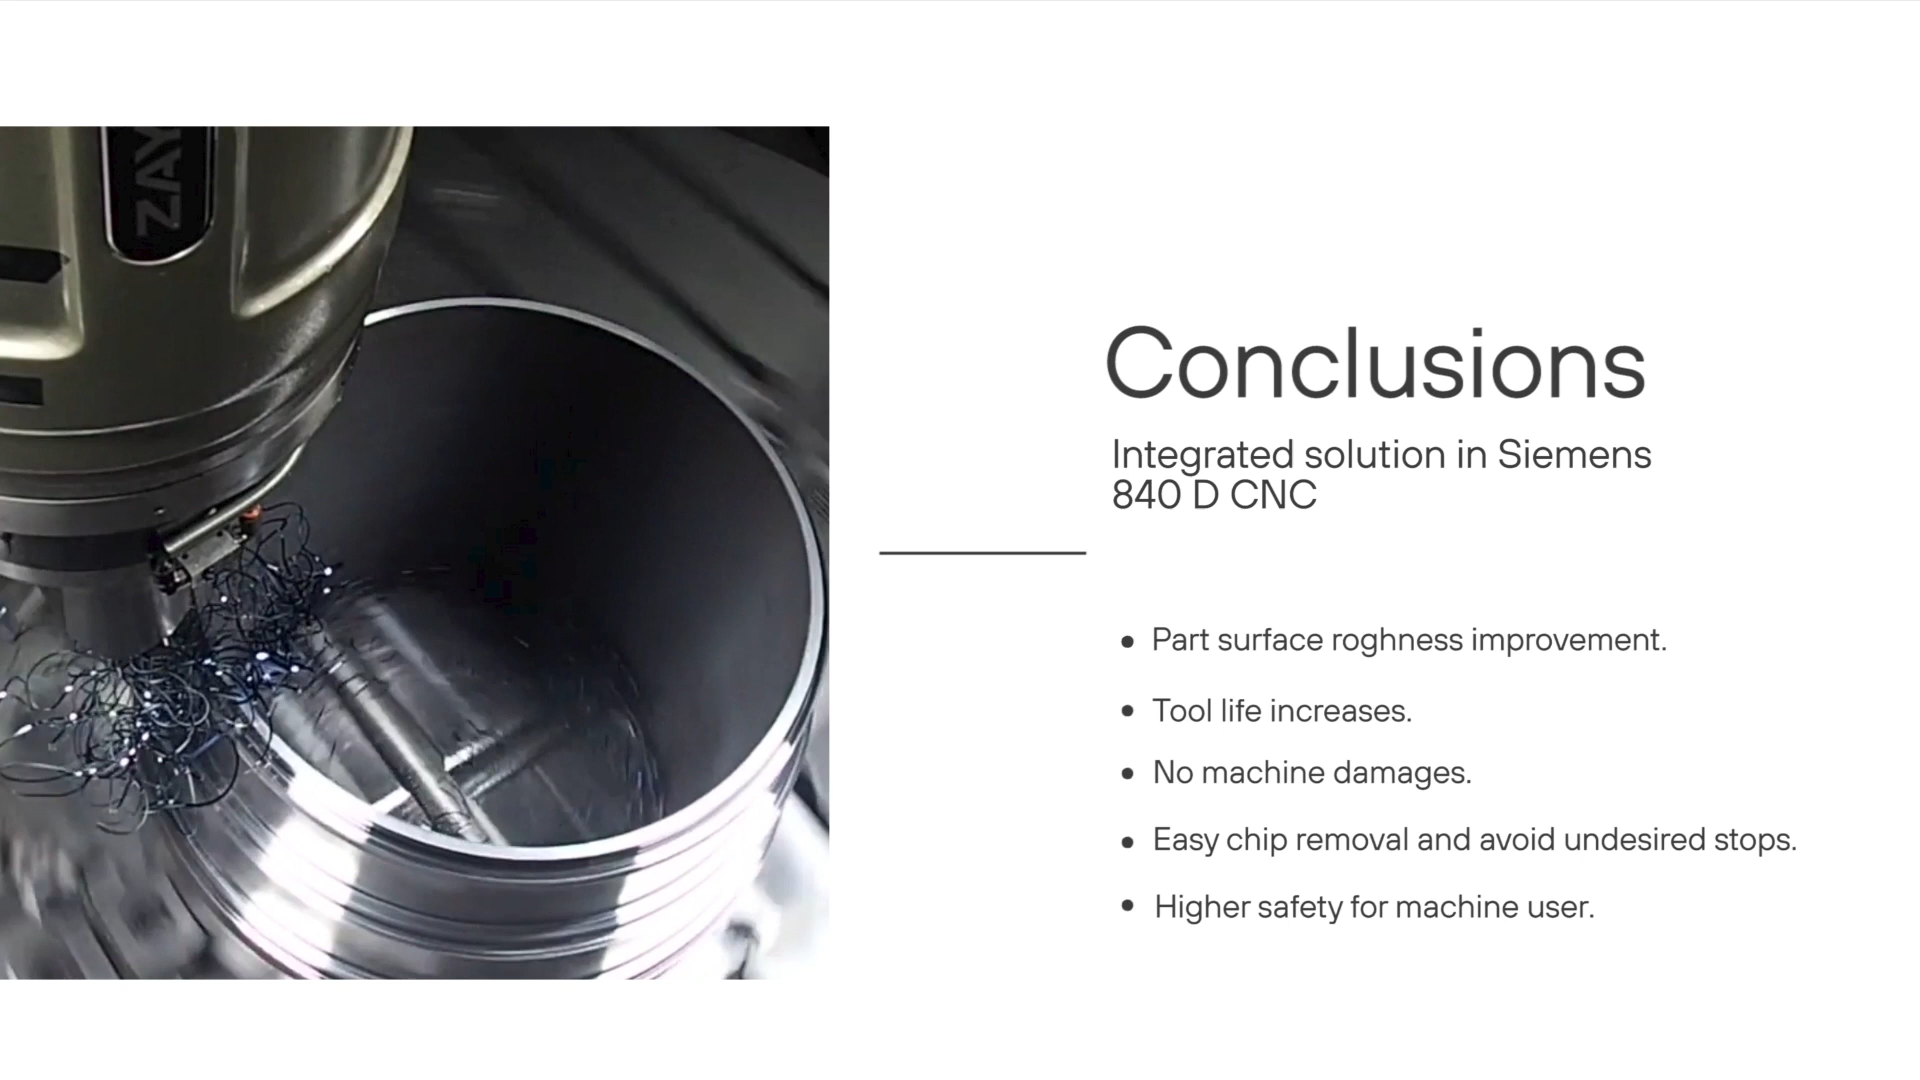 ZAY
Conclusions
Integrated solution in Siemens
840 D CNC
• Part surface roghness improvement.
• Tool life increases.
• No machine damages.
• Easy chip removal and avoid undesired stops.
• Higher safety for machine user.